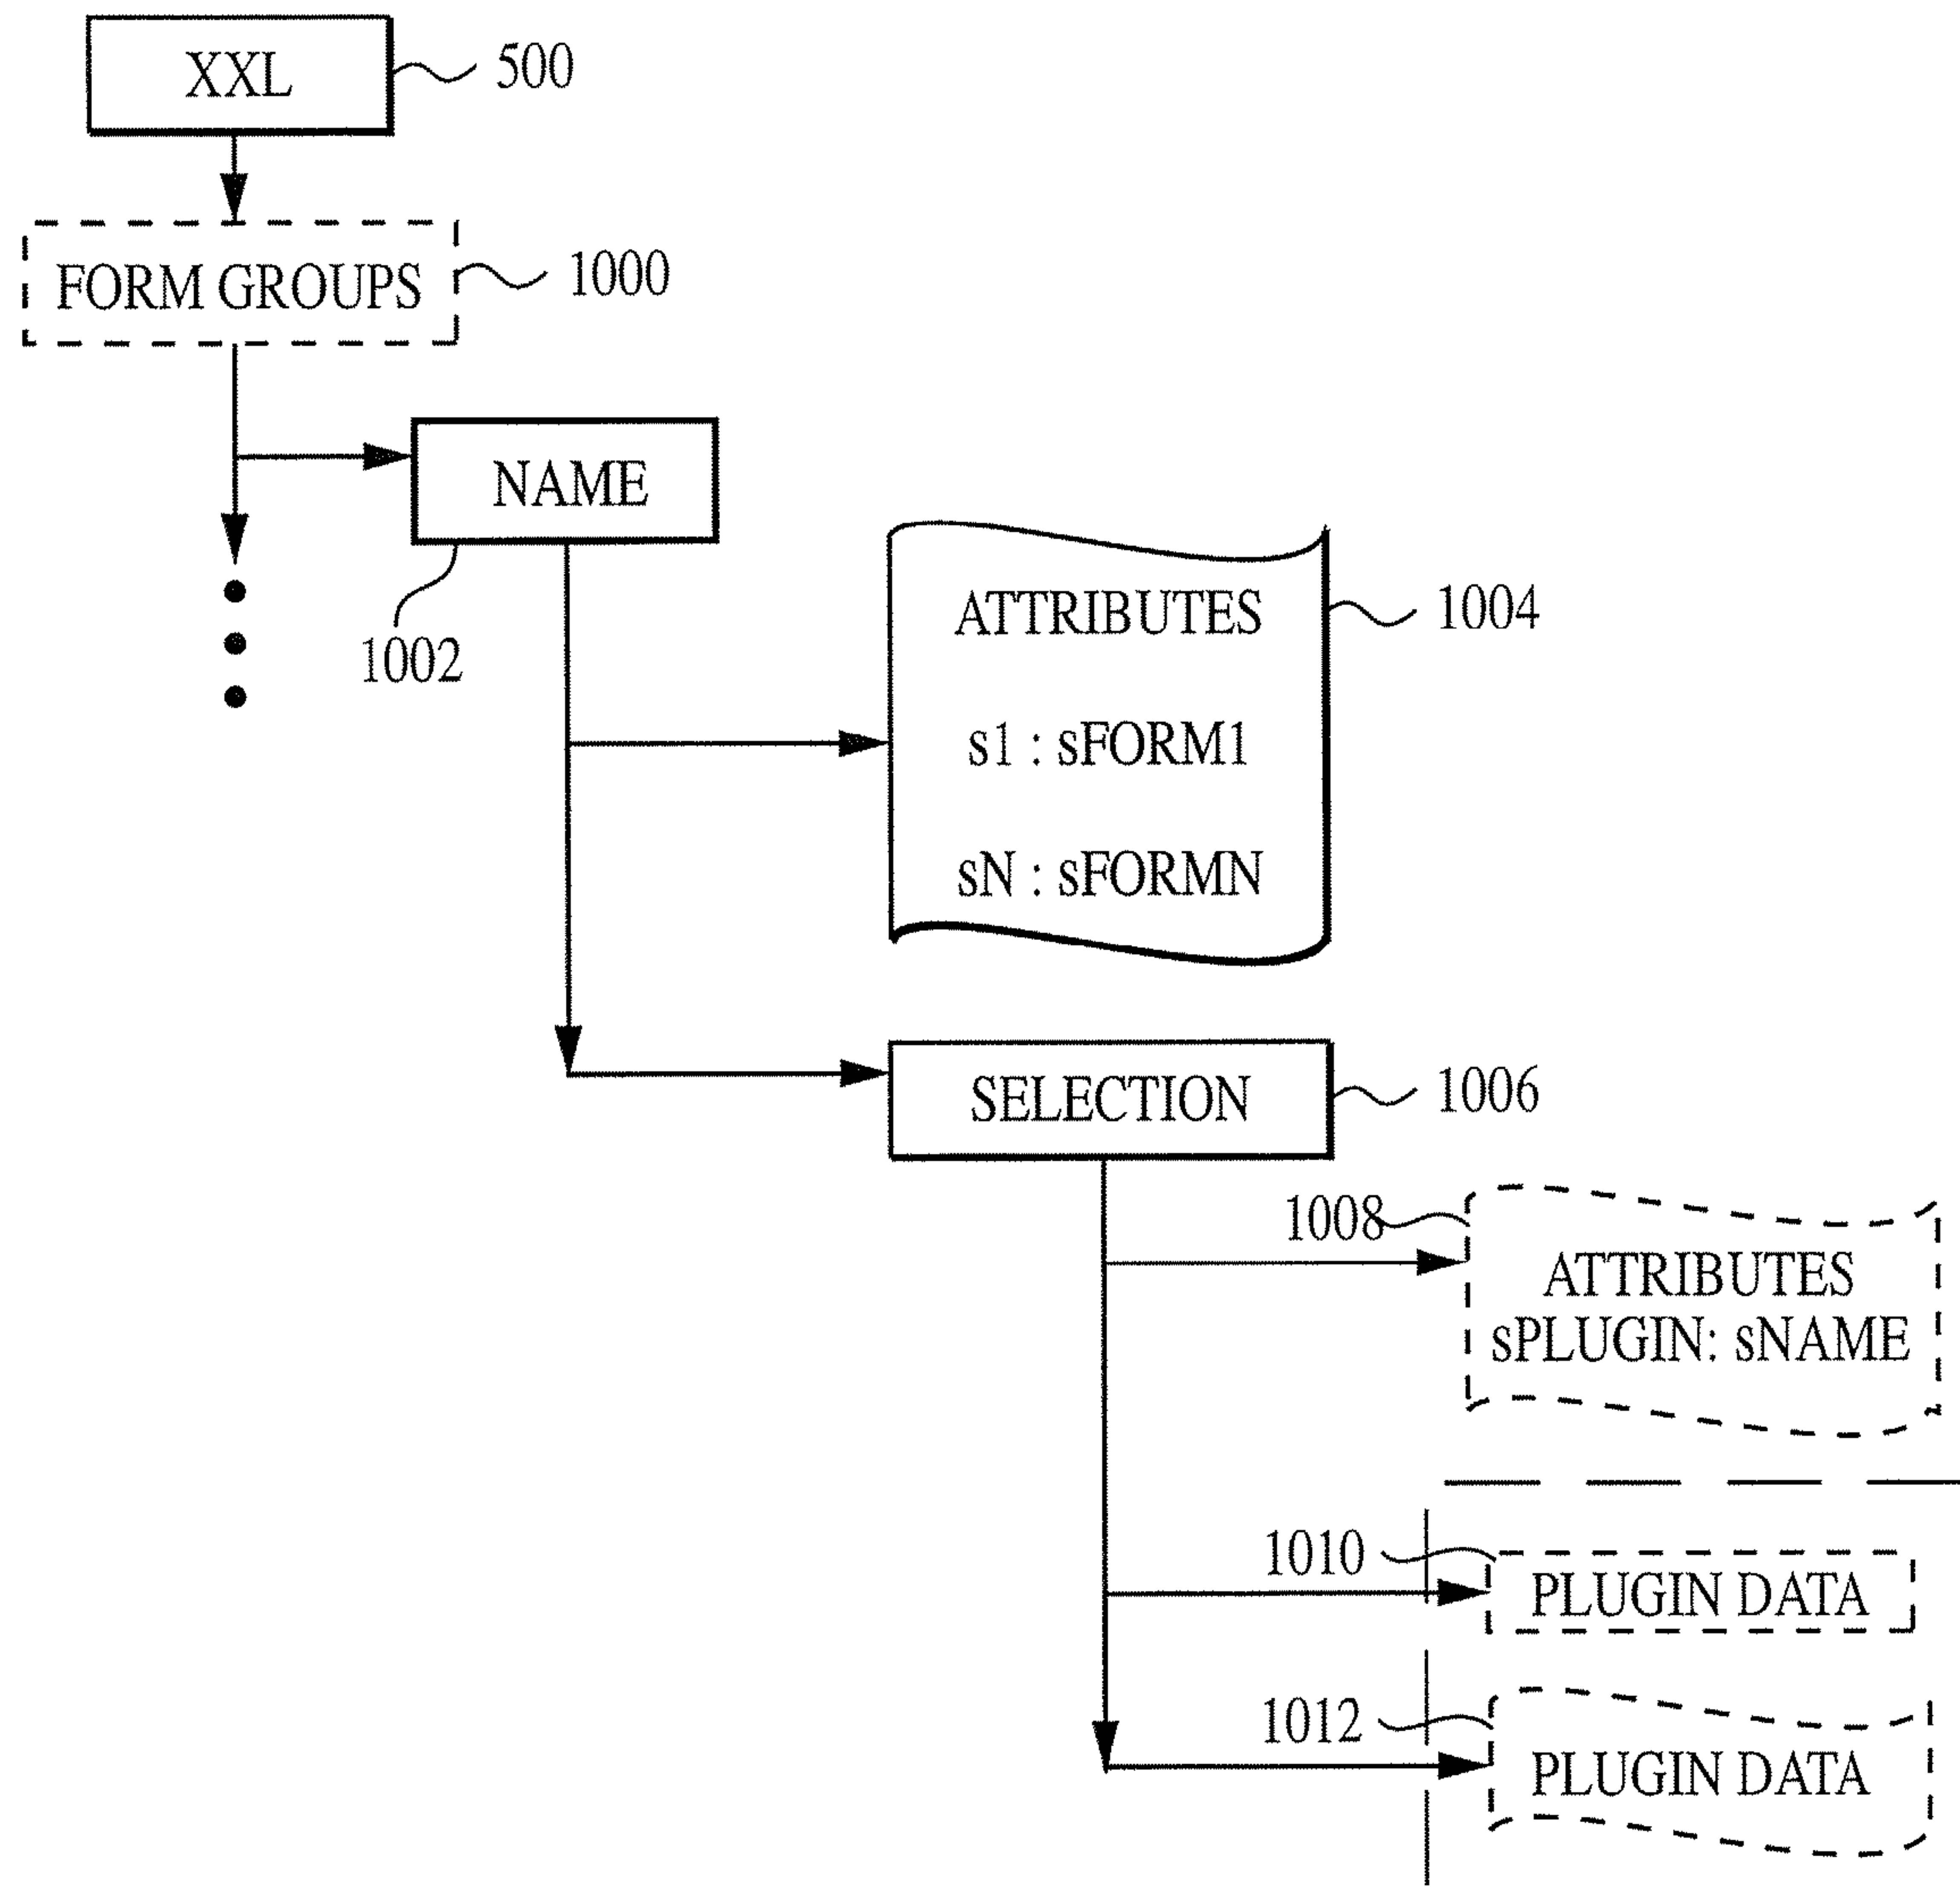 XXL
500
FORM GROUPS
1000
NAME
1002
ATTRIBUTES
1004
s1 : sFORM1
sN : sFORMN
SELECTION
1006
1008
ATTRIBUTES
sPLUGIN: sNAME
1010
PLUGIN DATA
1012
PLUGIN DATA